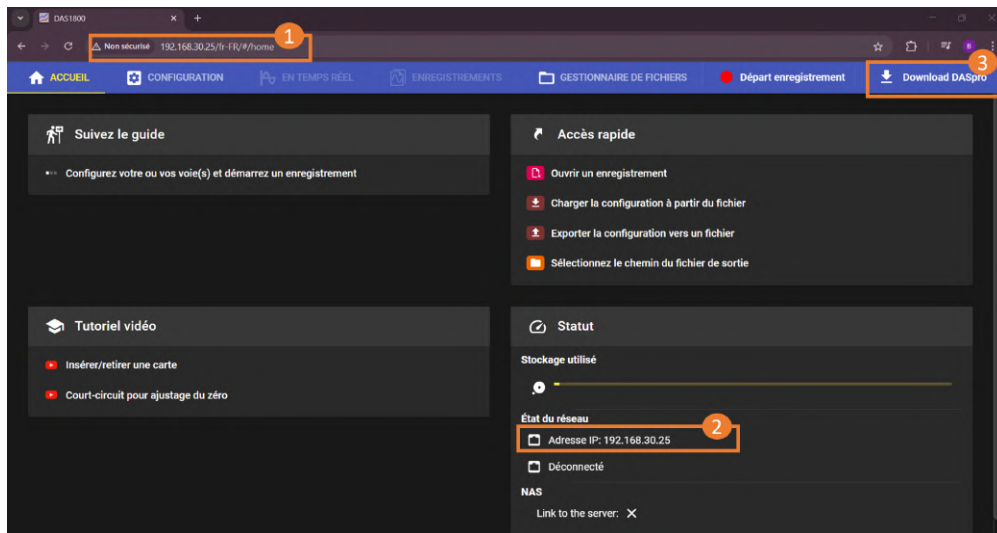 DAS1800
1
Non sécurisé 192.168.30.25/fr-FR/#/home
B
3
ACCUEIL CONFIGURATION EN TEMPS RÉEL ENREGISTREMENTS GESTIONNAIRE DE FICHIERS Départ enregistrement Download DASpro
Suivez le guide
Configurez votre ou vos voie(s) et démarrez un enregistrement
Accès rapide
Ouvrir un enregistrement
Charger la configuration à partir du fichier
Exporter la configuration vers un fichier
Sélectionnez le chemin du fichier de sortie
Tutoriel vidéo
Insérer/retirer une carte
Court-circuit pour ajustage du zéro
Statut
Stockage utilisé
État du réseau
2
Adresse IP: 192.168.30.25
Déconnecté
NAS
Link to the server: